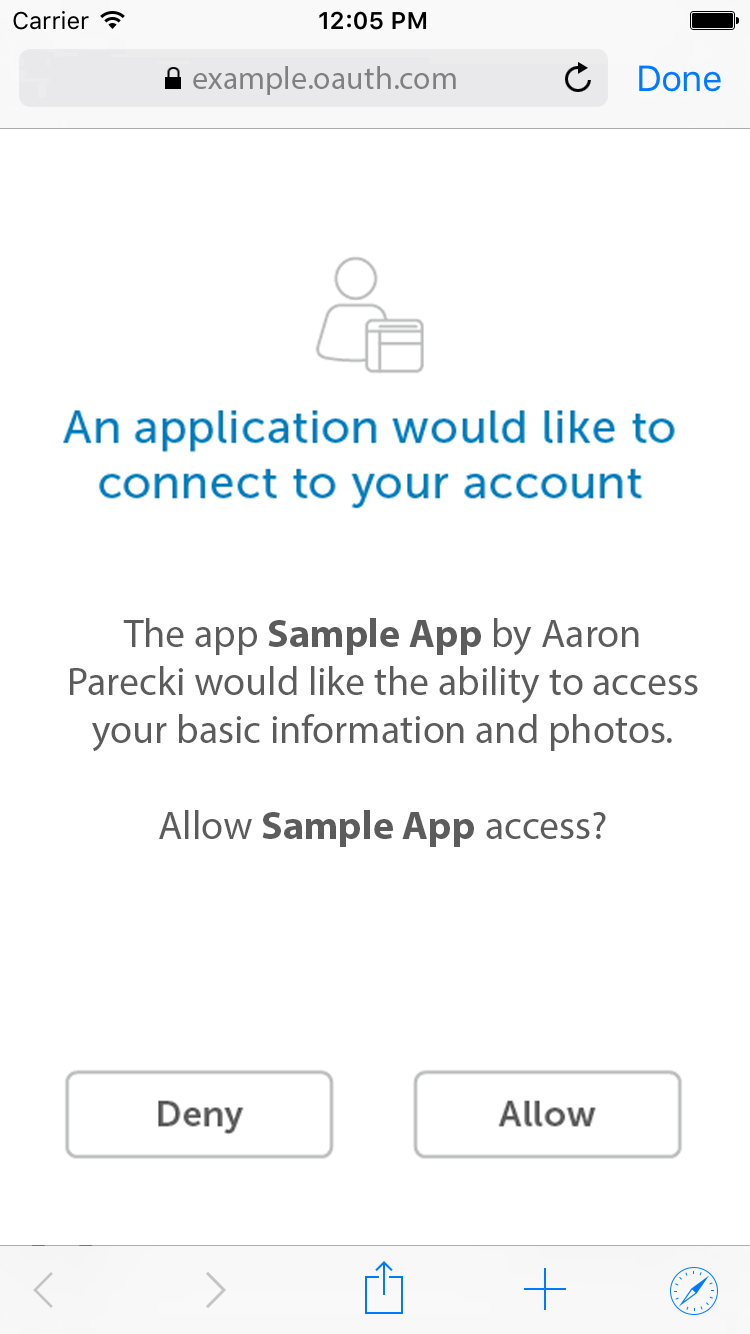 Carrier 12:05 PM
example.oauth.com Done
An application would like to
connect to your account
The app Sample App by Aaron
Parecki would like the ability to access
your basic information and photos.
Allow Sample App access?
Deny Allow